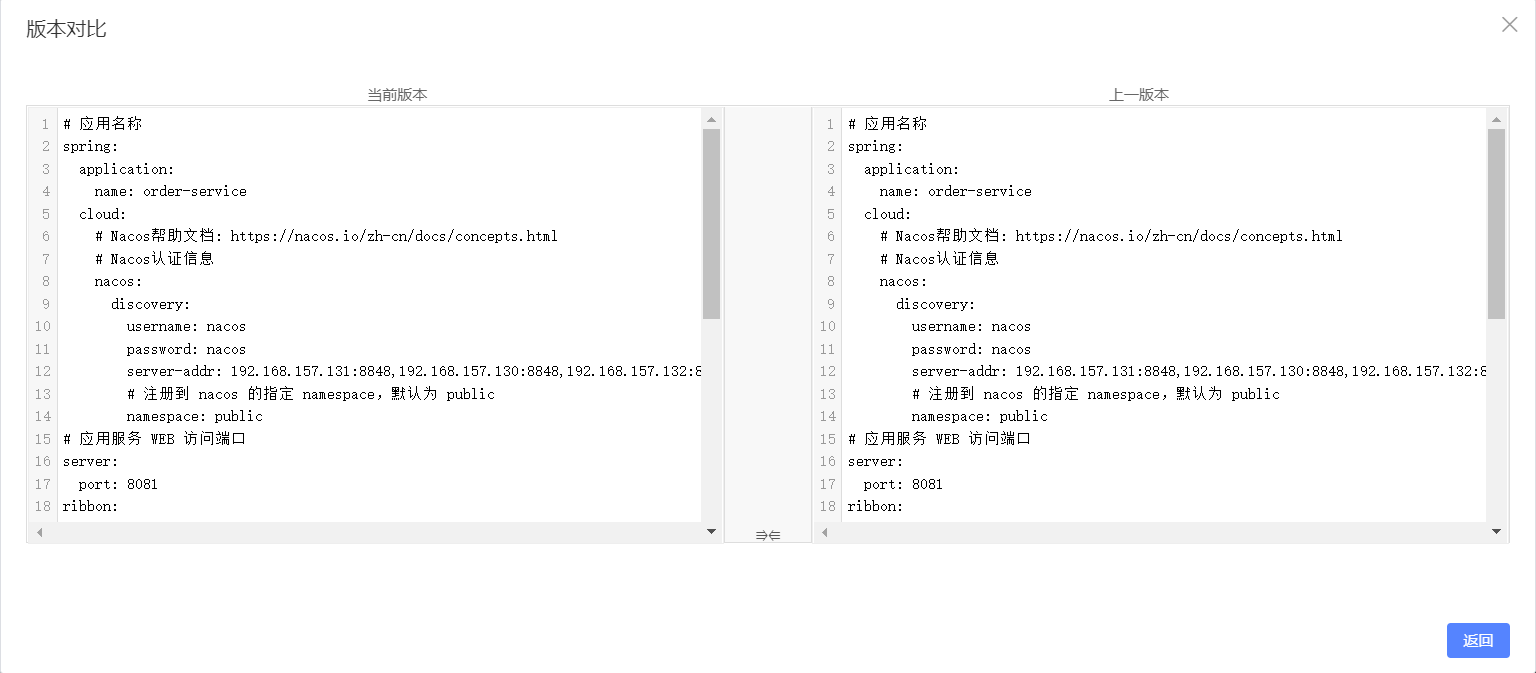 版本对比
当前版本
1 # 应用名称
2 spring:
3   application:
4     name: order-service
5   cloud:
6     # Nacos帮助文档: https://nacos.io/zh-cn/docs/concepts.html
7     # Nacos认证信息
8     nacos:
9       discovery:
10         username: nacos
11         password: nacos
12         server-addr: 192.168.157.131:8848,192.168.157.130:8848,192.168.157.132:8
13         # 注册到 nacos 的指定 namespace，默认为 public
14         namespace: public
15 # 应用服务 WEB 访问端口
16 server:
17   port: 8081
18 ribbon:
上一版本
1 # 应用名称
2 spring:
3   application:
4     name: order-service
5   cloud:
6     # Nacos帮助文档: https://nacos.io/zh-cn/docs/concepts.html
7     # Nacos认证信息
8     nacos:
9       discovery:
10         username: nacos
11         password: nacos
12         server-addr: 192.168.157.131:8848,192.168.157.130:8848,192.168.157.132:8
13         # 注册到 nacos 的指定 namespace，默认为 public
14         namespace: public
15 # 应用服务 WEB 访问端口
16 server:
17   port: 8081
18 ribbon:
返回